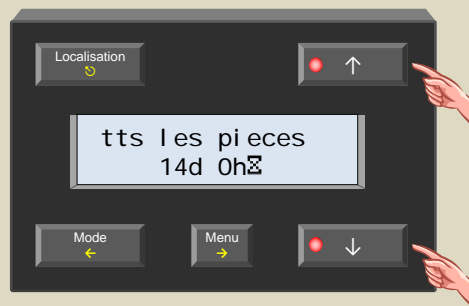 Localisation
⎋
↑
tts les pieces
14d 0h⌛
Mode
←
Menu
→
↓